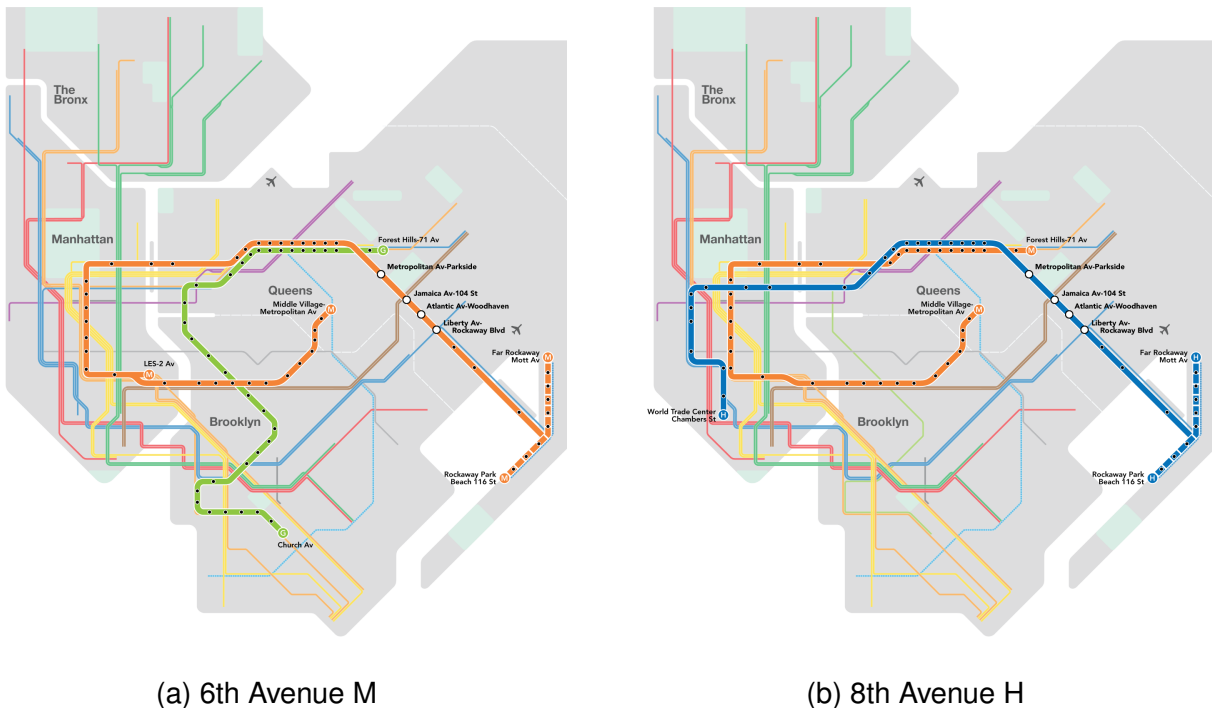 The
Bronx
Manhattan
Forest Hills-71 Av
G
Metropolitan Av-Parkside
Queens
Jamaica Av-104 St
Middle Village-
Metropolitan Av
M
Atlantic Av-Woodhaven
Liberty Av-
Rockaway Blvd
LES-2 Av
M
Far Rockaway
Mott Av
M
Brooklyn
Rockaway Park
Beach 116 St
M
G
Church Av
(a) 6th Avenue M
The
Bronx
Manhattan
Forest Hills-71 Av
M
Metropolitan Av-Parkside
Queens
Jamaica Av-104 St
Middle Village-
Metropolitan Av
M
Atlantic Av-Woodhaven
Liberty Av-
Rockaway Blvd
Far Rockaway
Mott Av
H
World Trade Center
Chambers St
H
Brooklyn
Rockaway Park
Beach 116 St
H
(b) 8th Avenue H